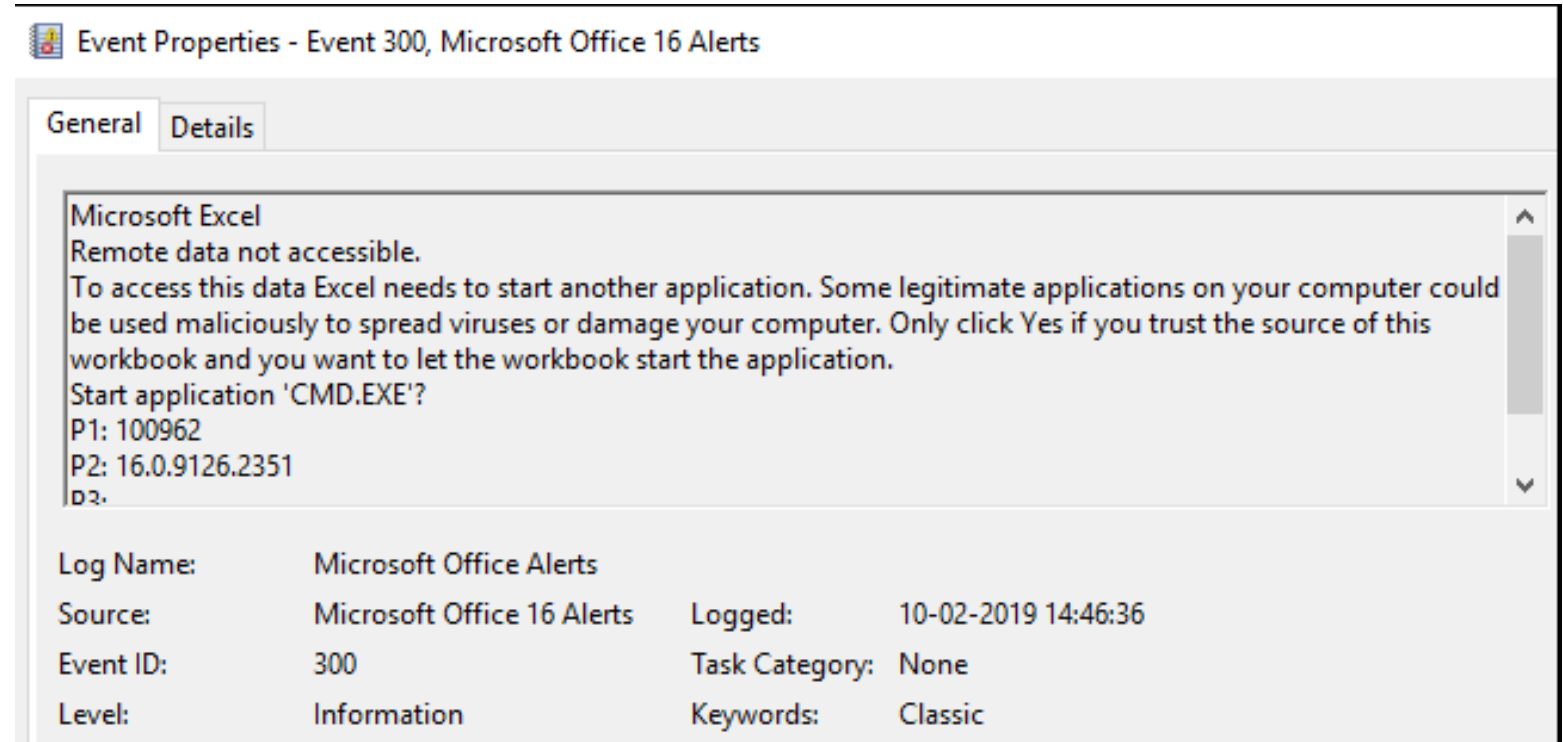 Event Properties - Event 300, Microsoft Office 16 Alerts
General Details
Microsoft Excel
Remote data not accessible.
To access this data Excel needs to start another application. Some legitimate applications on your computer could
be used maliciously to spread viruses or damage your computer. Only click Yes if you trust the source of this
workbook and you want to let the workbook start the application.
Start application 'CMD.EXE'?
P1: 100962
P2: 16.0.9126.2351
P3:
Log Name: Microsoft Office Alerts
Source: Microsoft Office 16 Alerts Logged: 10-02-2019 14:46:36
Event ID: 300 Task Category: None
Level: Information Keywords: Classic